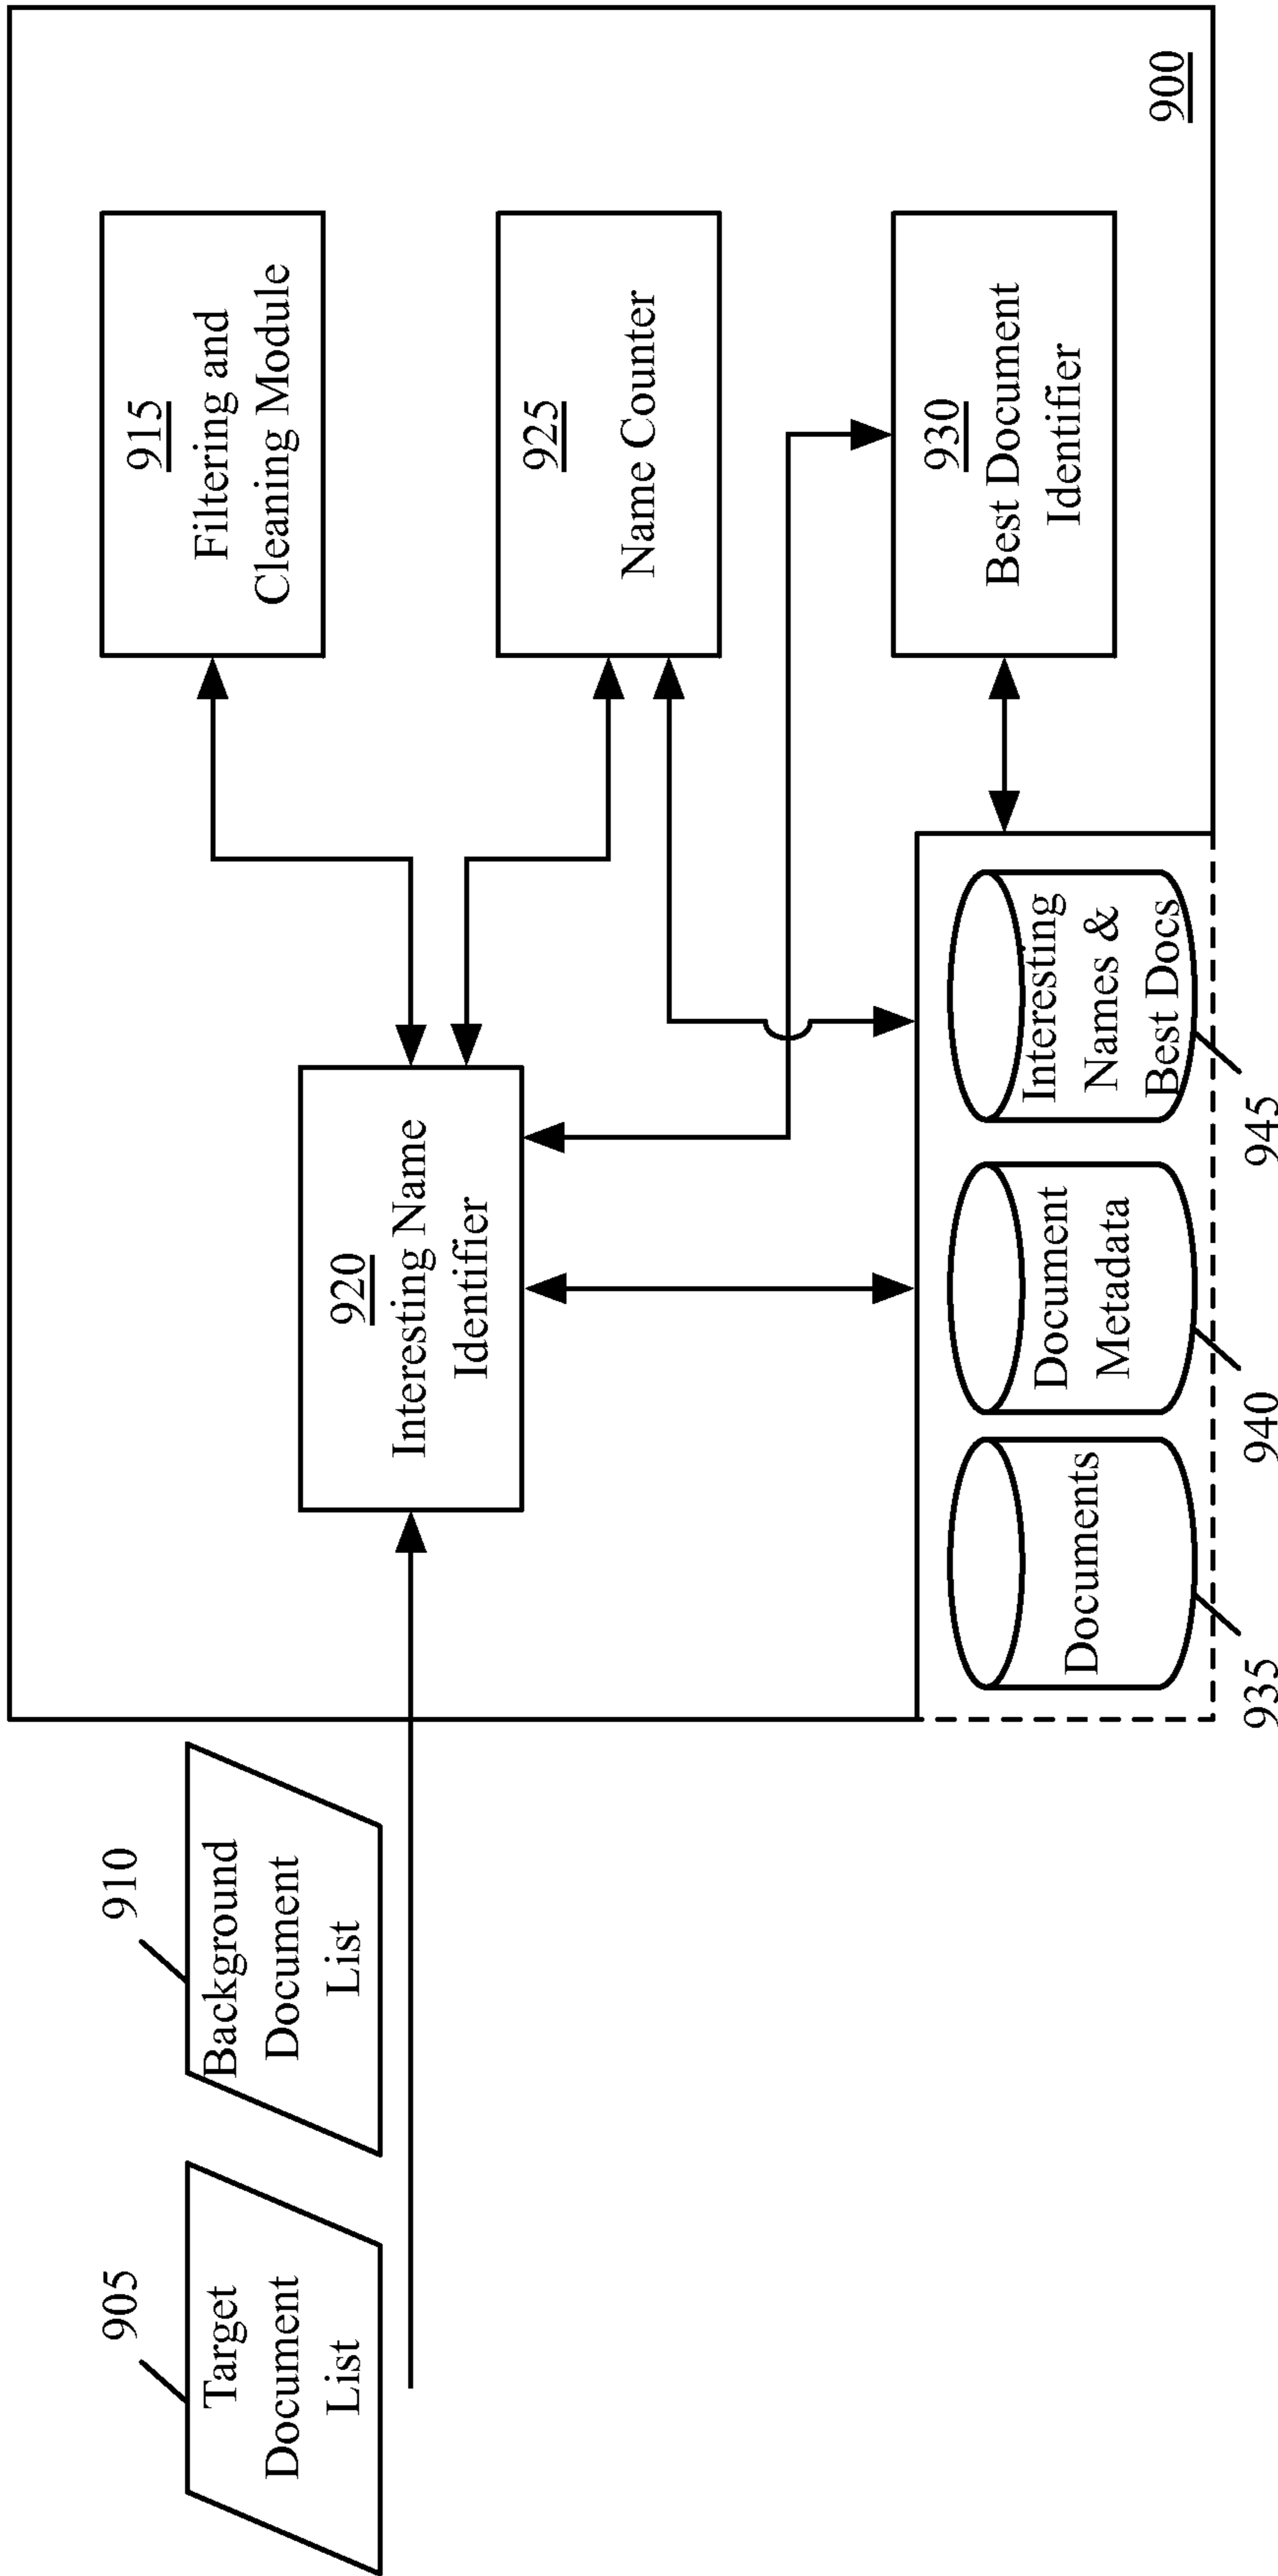 905
Target
Document
List
910
Background
Document
List
920
Interesting Name
Identifier
915
Filtering and
Cleaning Module
925
Name Counter
930
Best Document
Identifier
Documents
935
Document
Metadata
940
Interesting
Names &
Best Docs
945
900